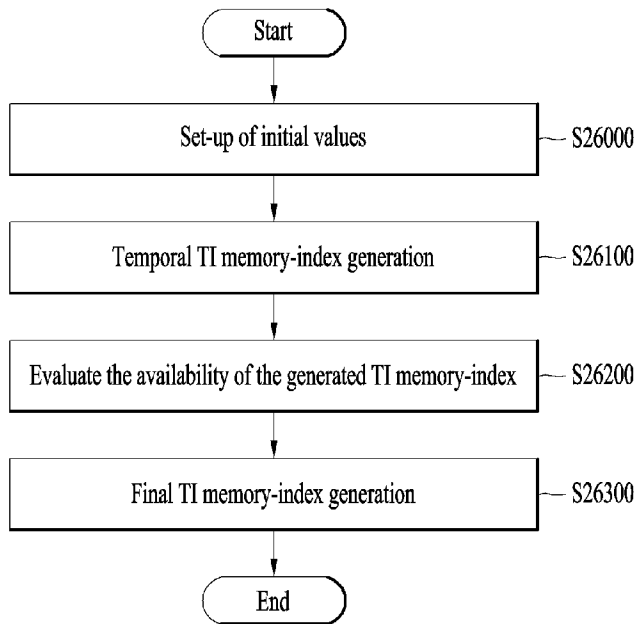 Start
Set-up of initial values
S26000
Temporal TI memory-index generation
S26100
Evaluate the availability of the generated TI memory-index
S26200
Final TI memory-index generation
S26300
End